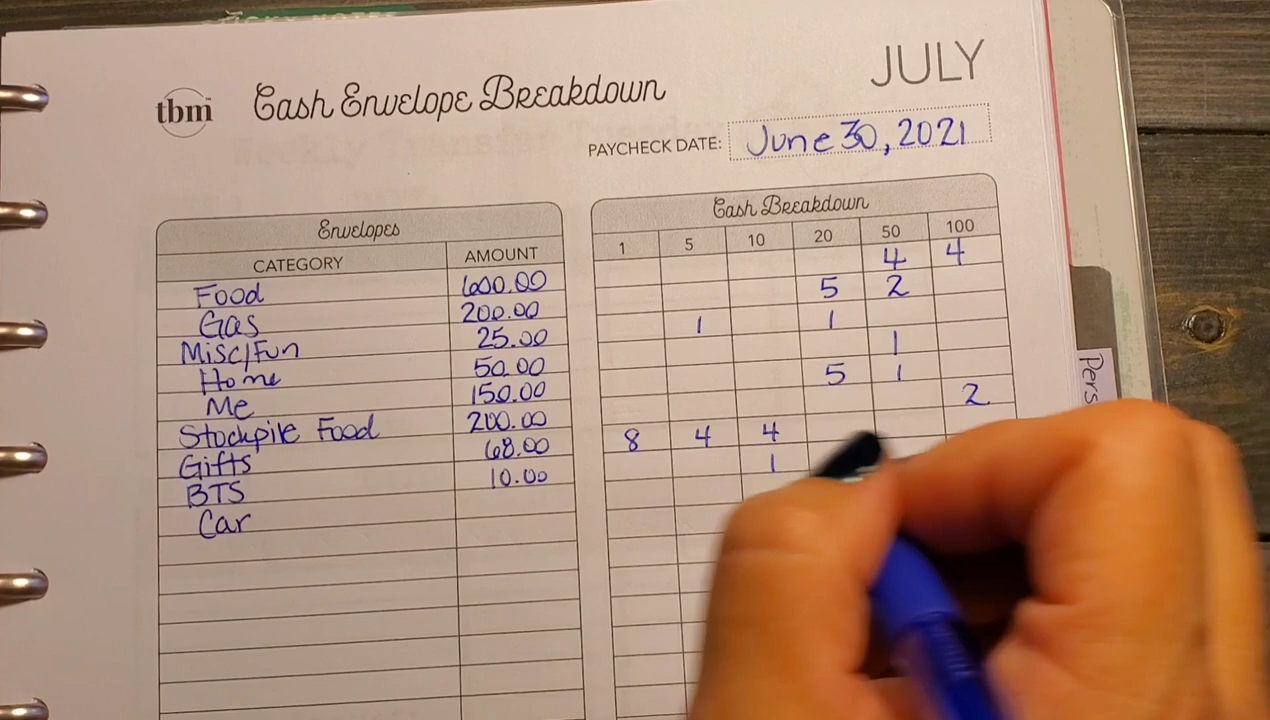 tbm Cash Envelope Breakdown JULY
PAYCHECK DATE: June 30, 2021
Envelopes Cash Breakdown
CATEGORY AMOUNT 1 5 10 20 50 100
Food 600.00 4 4
Gas 200.00 5 2
Misc/Fun 25.00 1 1
Home 50.00 1
Me 150.00 5 1
Stockpile Food 200.00 2
Gifts 68.00 8 4 4
BTS 10.00 1
Car
Pers